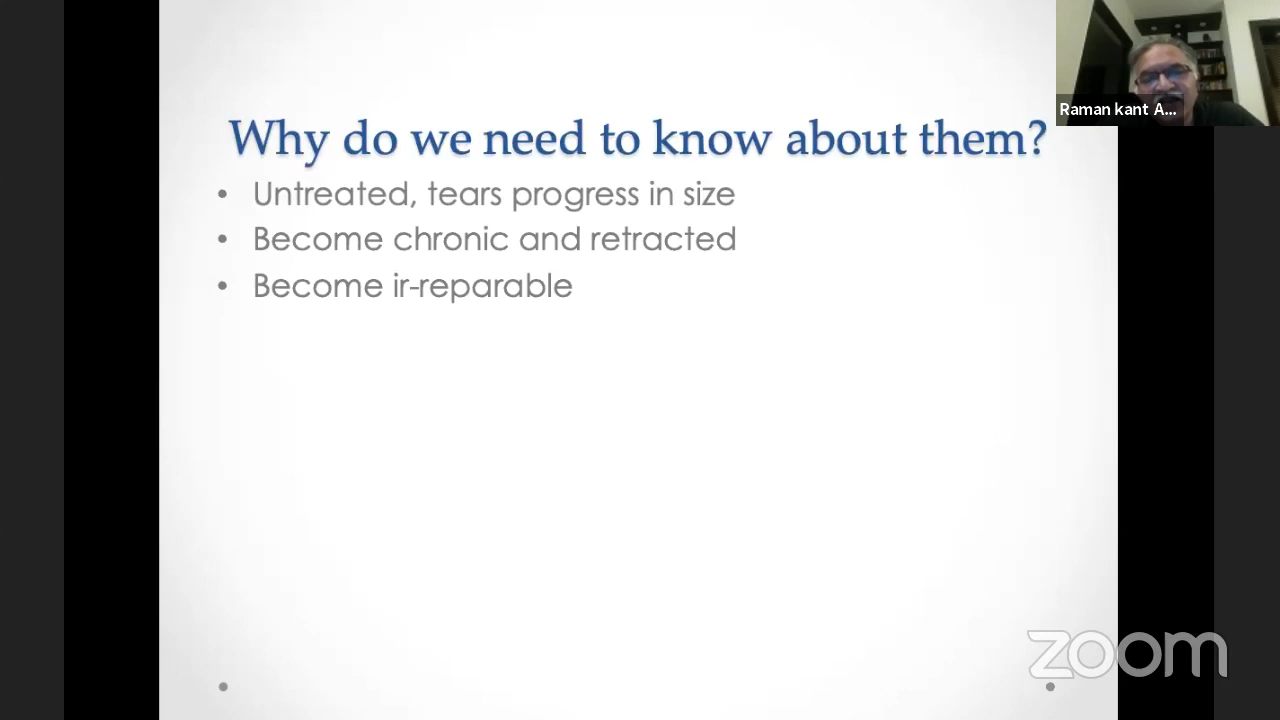 Why do we need to know about them?
• Untreated, tears progress in size
• Become chronic and retracted
• Become ir-reparable
Raman kant A...
zoom